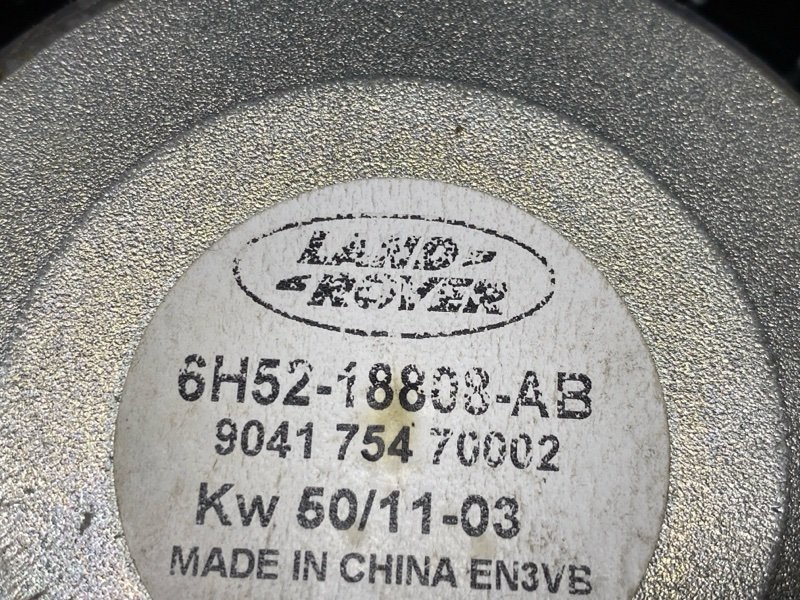 LAND
ROVER
6H52-18808-AB
9041 754 70002
Kw 50/11-03
MADE IN CHINA EN3VB